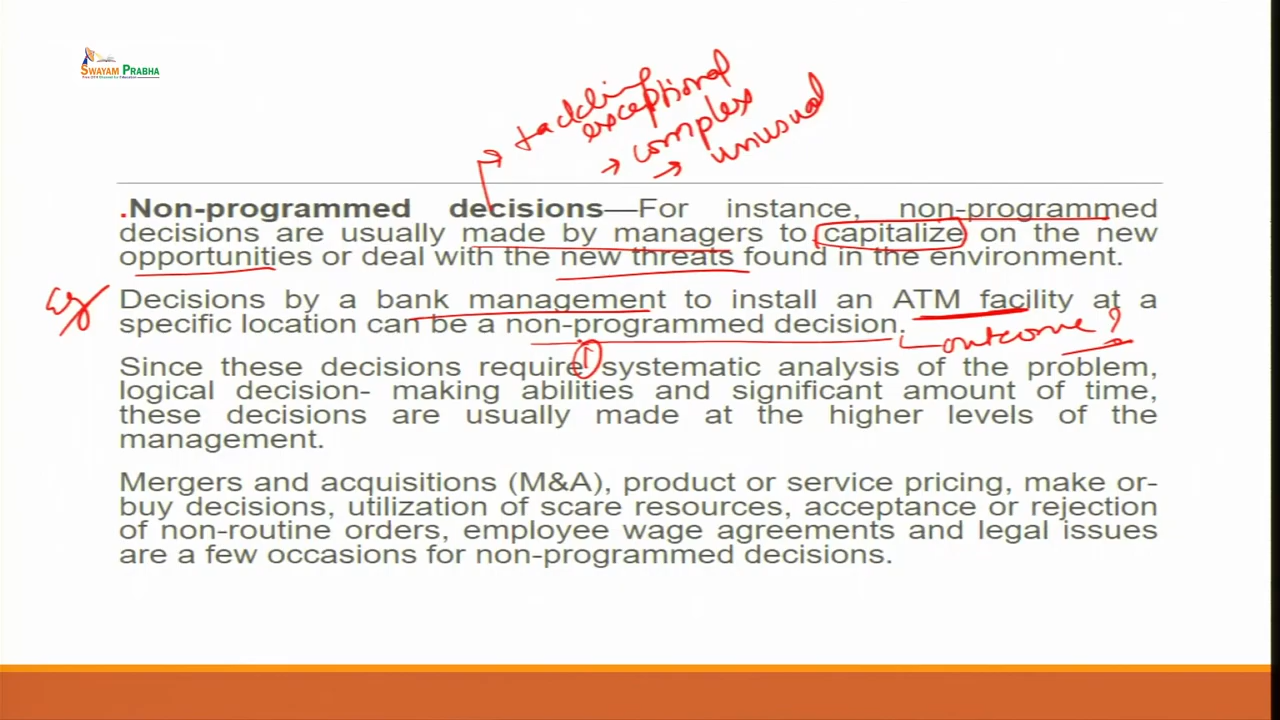 SWAYAM PRABHA
tackling
exceptional
→ complex
→ unusual
.Non-programmed decisions—For instance, non-programmed
decisions are usually made by managers to capitalize on the new
opportunities or deal with the new threats found in the environment.
Eg
Decisions by a bank management to install an ATM facility at a
specific location can be a non-programmed decision.
outcome?
Since these decisions require systematic analysis of the problem,
1
logical decision- making abilities and significant amount of time,
these decisions are usually made at the higher levels of the
management.
Mergers and acquisitions (M&A), product or service pricing, make or-
buy decisions, utilization of scare resources, acceptance or rejection
of non-routine orders, employee wage agreements and legal issues
are a few occasions for non-programmed decisions.